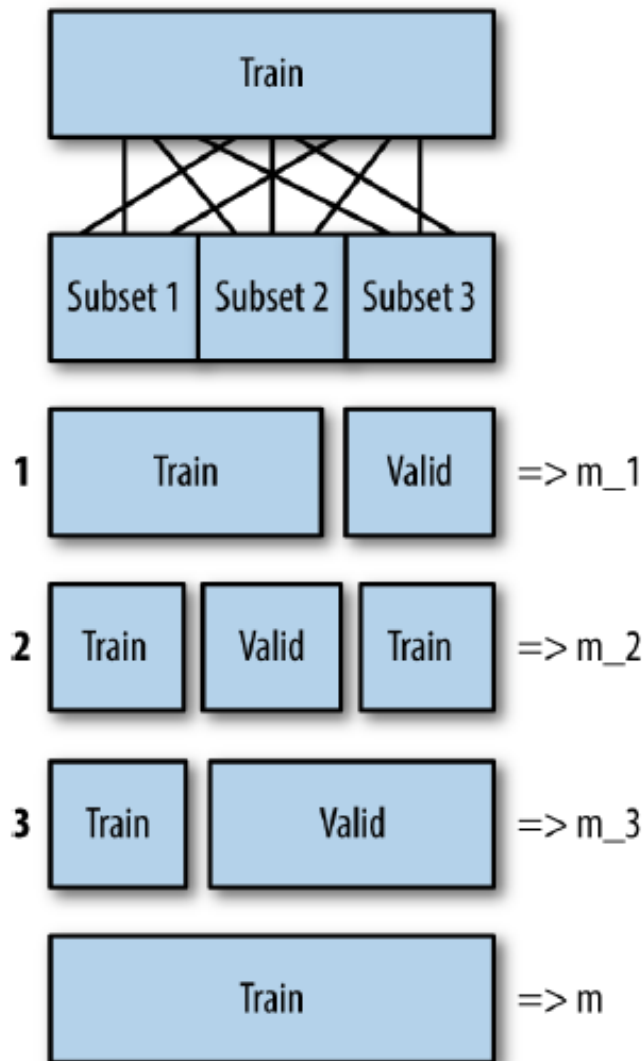 Train
Subset 1 Subset 2 Subset 3
1 Train Valid => m_1
2 Train Valid Train => m_2
3 Train Valid => m_3
Train => m